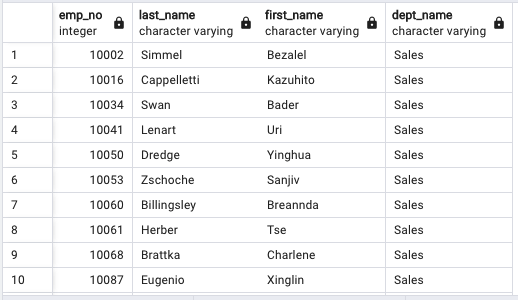 emp_no last_name first_name dept_name
integer character varying character varying character varying
1 10002 Simmel Bezalel Sales
2 10016 Cappelletti Kazuhito Sales
3 10034 Swan Bader Sales
4 10041 Lenart Uri Sales
5 10050 Dredge Yinghua Sales
6 10053 Zschoche Sanjiv Sales
7 10060 Billingsley Breannda Sales
8 10061 Herber Tse Sales
9 10068 Brattka Charlene Sales
10 10087 Eugenio Xinglin Sales